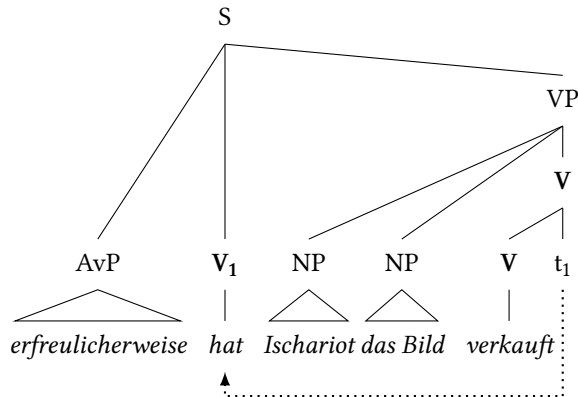 S
VP
V
AvP V₁ NP NP V t₁
erfreulicherweise hat Ischariot das Bild verkauft